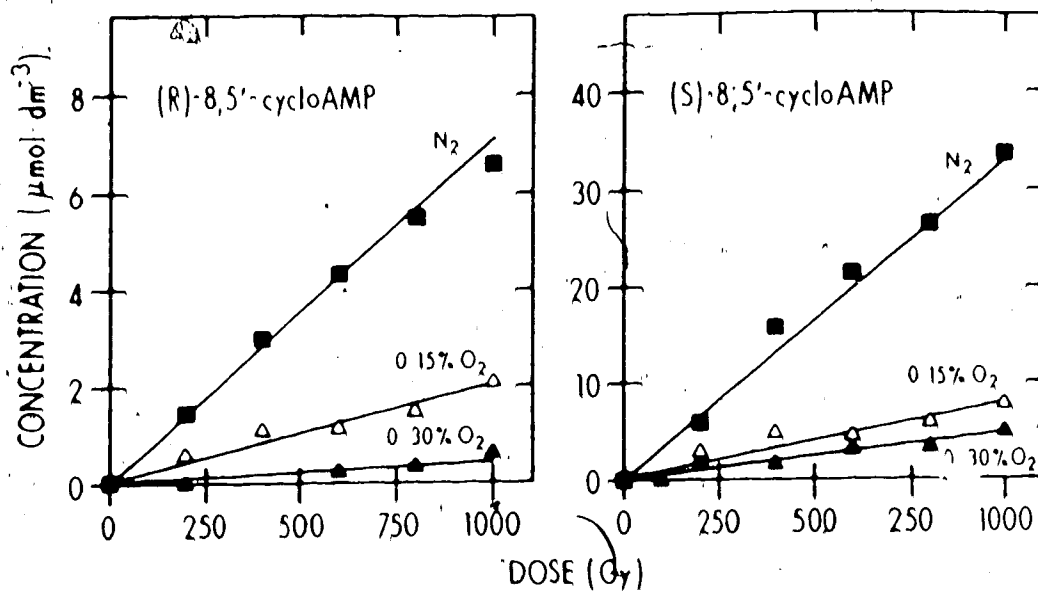 CONCENTRATION (μmol dm⁻³)
8
6
4
2
0
(R)-8,5'-cycloAMP
N₂
0 15% O₂
0 30% O₂
0 250 500 750 1000
40
30
20
10
0
(S)-8,5'-cycloAMP
N₂
0 15% O₂
30% O₂
0 250 500 250 1000
DOSE (Gy)